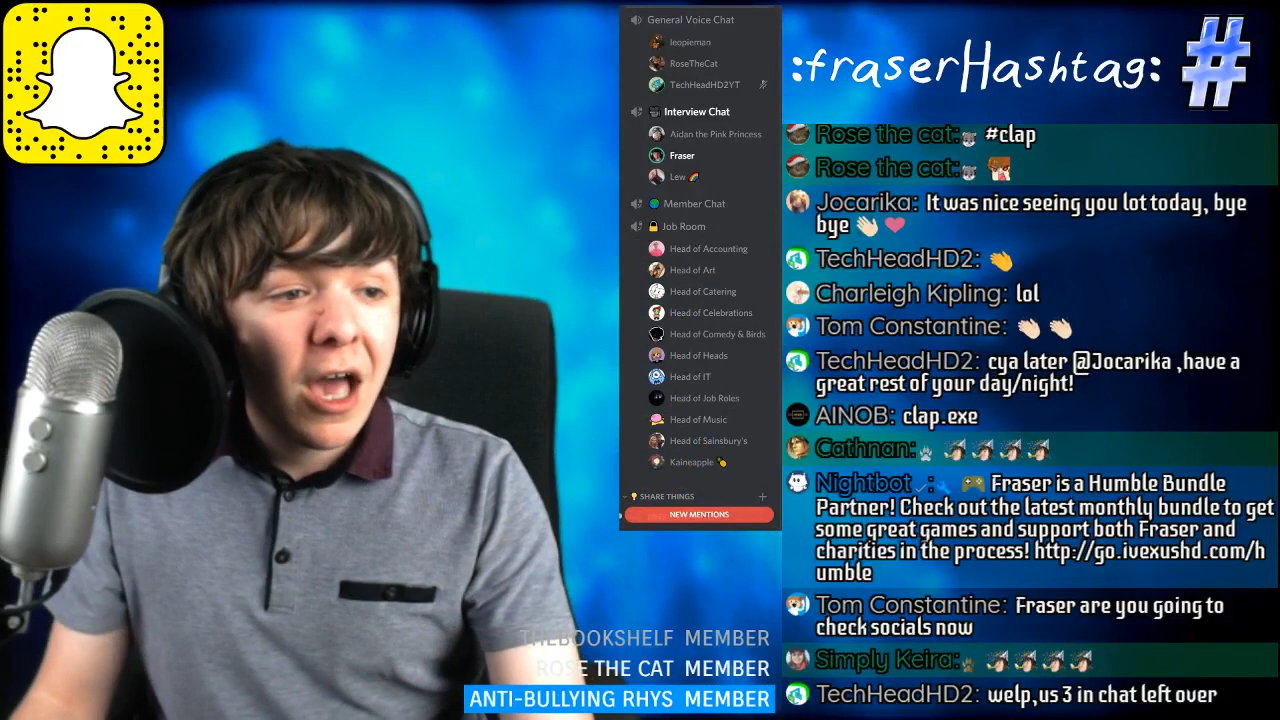 General Voice Chat
leopieman
RoseTheCat
TechHeadHD2YT
Interview Chat
Aidan the Pink Princess
Fraser
Lew 🌈
Member Chat
Job Room
Head of Accounting
Head of Art
Head of Catering
Head of Celebrations
Head of Comedy & Birds
Head of Heads
Head of IT
Head of Job Roles
Head of Music
Head of Sainsbury's
Kaineapple 🍍
SHARE THINGS
NEW MENTIONS
THEBOOKSHELF MEMBER
ROSE THE CAT MEMBER
ANTI-BULLYING RHYS MEMBER
:fraserHashtag: #
Rose the cat: #clap
Rose the cat:
Jocarika: It was nice seeing you lot today, bye
bye 👋🏻 ❤
TechHeadHD2: 👏
Charleigh Kipling: lol
Tom Constantine: 👏🏻 👏🏻
TechHeadHD2: cya later @Jocarika ,have a
great rest of your day/night!
AINOB: clap.exe
Cathnan:
Nightbot: 🎮 Fraser is a Humble Bundle
Partner! Check out the latest monthly bundle to get
some great games and support both Fraser and
charities in the process! http://go.ivexushd.com/h
umble
Tom Constantine: Fraser are you going to
check socials now
Simply Keira:
TechHeadHD2: welp,us 3 in chat left over